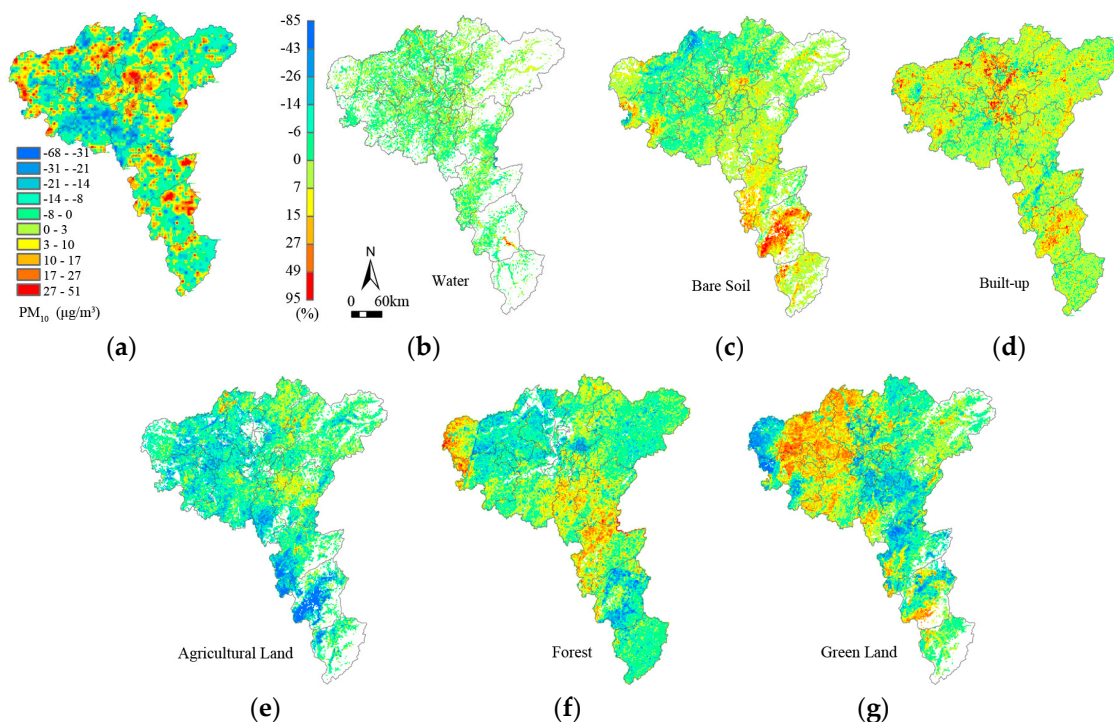 -68 - -31
-31 - -21
-21 - -14
-14 - -8
-8 - 0
0 - 3
3 - 10
10 - 17
17 - 27
27 - 51
PM10 (μg/m³)
(a)
-85
-43
-26
-14
-6
0
7
15
27
49
95
(%)
N
0 60km
Water
(b)
Bare Soil
(c)
Built-up
(d)
Agricultural Land
(e)
Forest
(f)
Green Land
(g)